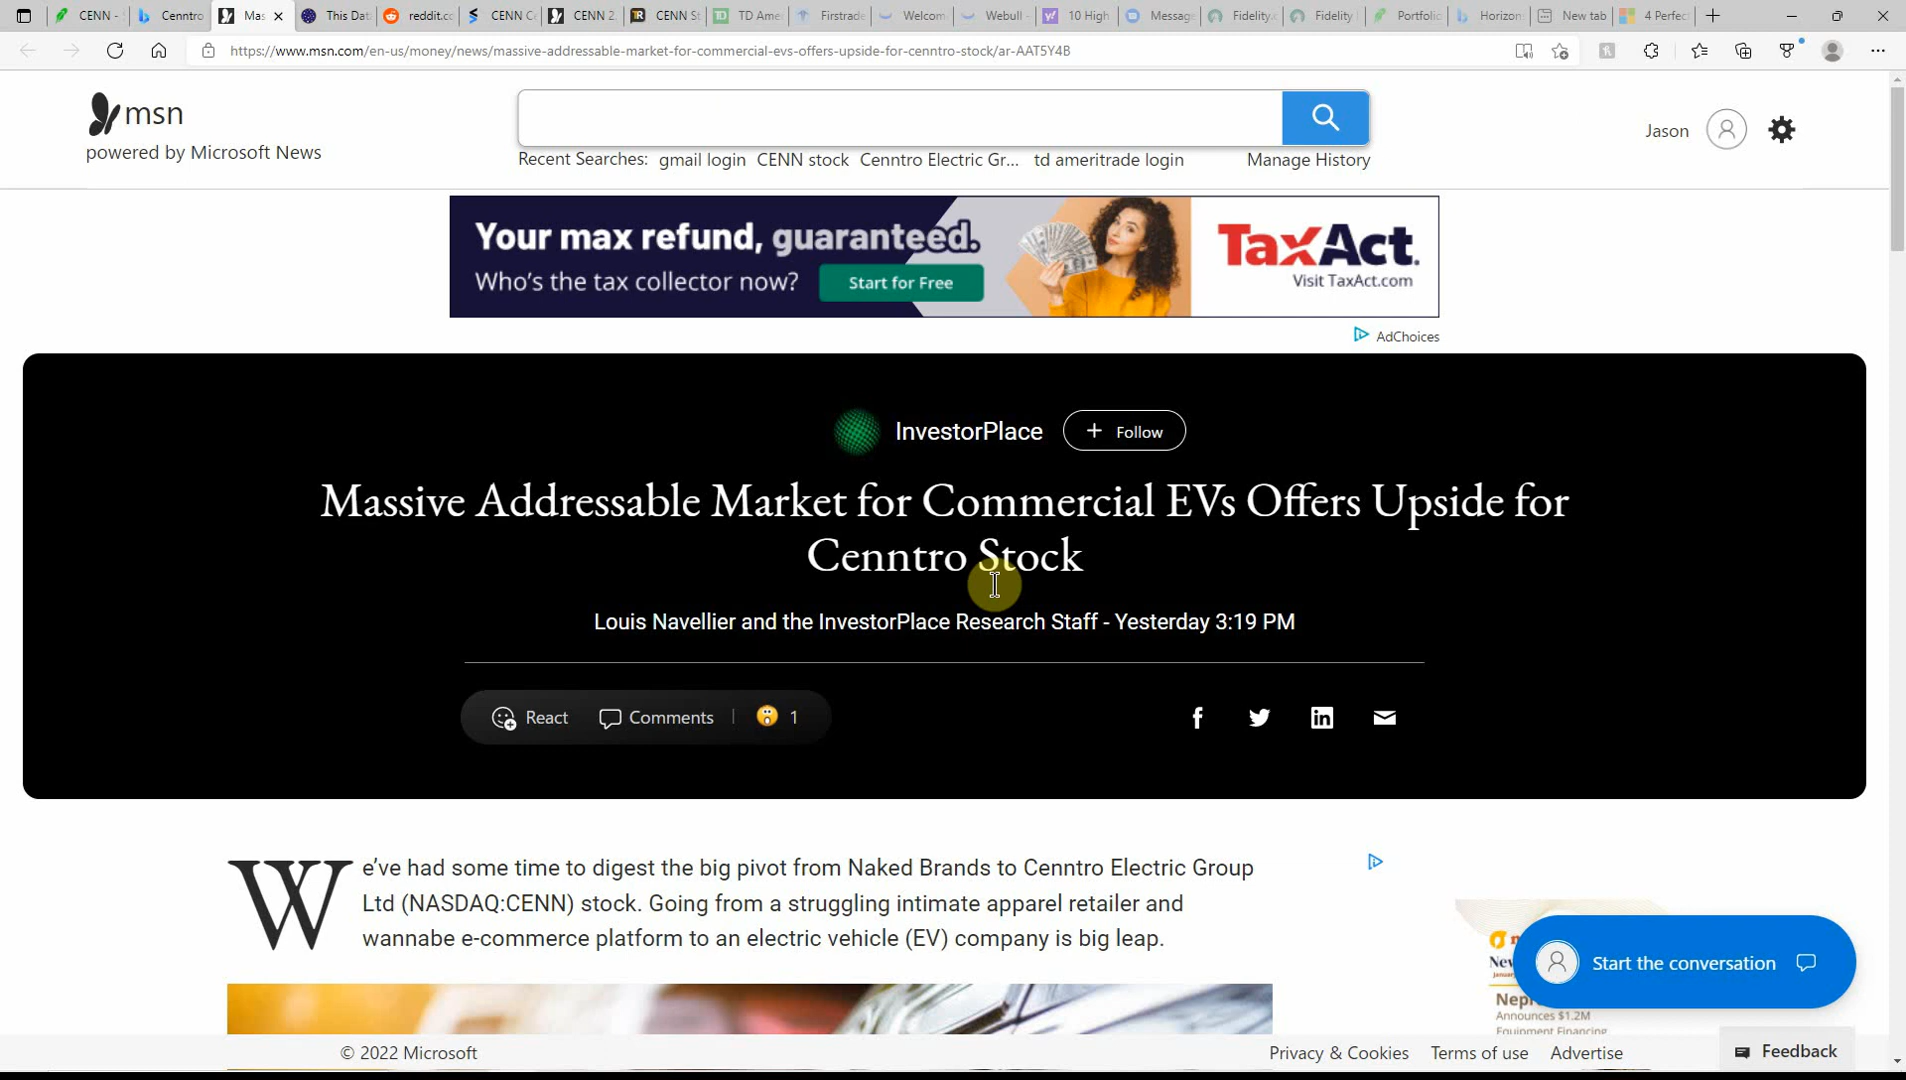 CENN -
Cenntro
Mas
This Dat
reddit.cc
CENN C
CENN 2.
CENN St
TD Ame
Firstrade
Welcom
Webull -
10 High
Message
Fidelity.c
Fidelity
Portfolio
Horizon
New tab
4 Perfec
https://www.msn.com/en-us/money/news/massive-addressable-market-for-commercial-evs-offers-upside-for-cenntro-stock/ar-AAT5Y4B
msn
powered by Microsoft News
Jason
Recent Searches: gmail login CENN stock Cenntro Electric Gr... td ameritrade login Manage History
Your max refund, guaranteed.
Who's the tax collector now? Start for Free
TaxAct.
Visit TaxAct.com
AdChoices
InvestorPlace
+ Follow
Massive Addressable Market for Commercial EVs Offers Upside for
Cenntro Stock
Louis Navellier and the InvestorPlace Research Staff - Yesterday 3:19 PM
React Comments 1
We've had some time to digest the big pivot from Naked Brands to Cenntro Electric Group
Ltd (NASDAQ:CENN) stock. Going from a struggling intimate apparel retailer and
wannabe e-commerce platform to an electric vehicle (EV) company is big leap.
Start the conversation
Announces $1.2M
Equipment Financing
© 2022 Microsoft
Privacy & Cookies Terms of use Advertise
Feedback